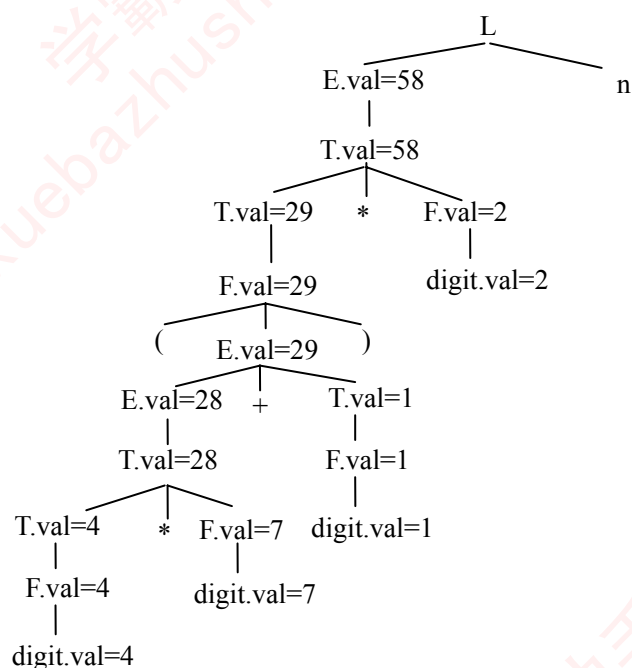 L
E.val=58 n
T.val=58
T.val=29 * F.val=2
F.val=29 digit.val=2
( E.val=29 )
E.val=28 + T.val=1
T.val=28 F.val=1
T.val=4 * F.val=7 digit.val=1
F.val=4 digit.val=7
digit.val=4